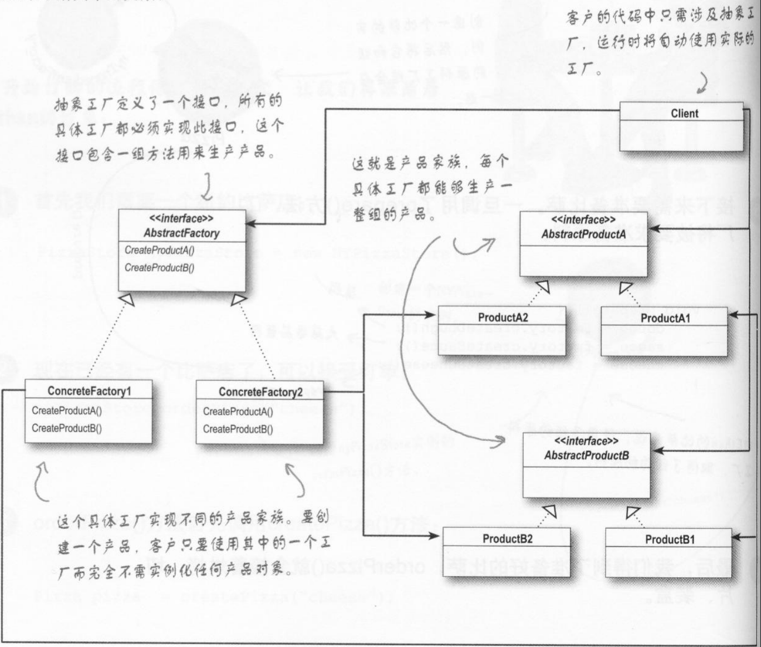 客户的代码中只需涉及抽象工
厂，运行时将自动使用实际的
工厂。
抽象工厂定义了一个接口，所有的
具体工厂都必须实现此接口，这个
接口包含一组方法用来生产产品。
Client
这就是产品家族，每个
具体工厂都能够生产一
整组的产品。
<<interface>>
AbstractFactory
CreateProductA()
CreateProductB()
<<interface>>
AbstractProductA
ProductA2
ProductA1
ConcreteFactory1
CreateProductA()
CreateProductB()
ConcreteFactory2
CreateProductA()
CreateProductB()
<<interface>>
AbstractProductB
ProductB2
ProductB1
这个具体工厂实现不同的产品家族。要创
建一个产品，客户只要使用其中的一个工
厂而完全不需实例化任何产品对象。